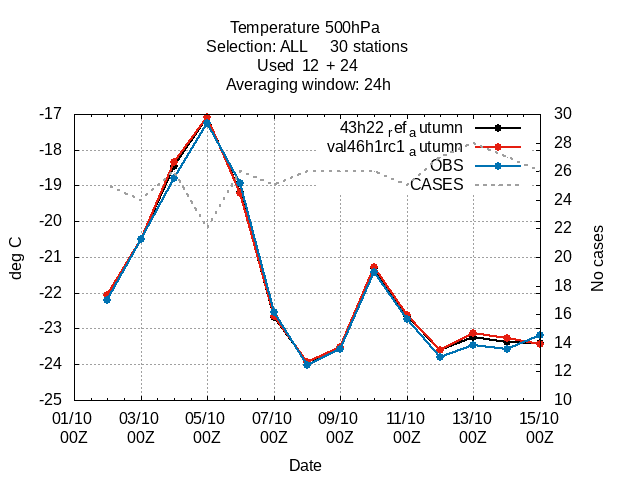 Temperature 500hPa
Selection: ALL 30 stations
Used 12 + 24
Averaging window: 24h
43h22 refa utumn
val46h1rc1 a utumn
OBS
CASES
deg C
No cases
-17
-18
-19
-20
-21
-22
-23
-24
-25
30
28
26
24
22
20
18
16
14
12
10
01/10 03/10 05/10 07/10 09/10 11/10 13/10 15/10
00Z 00Z 00Z 00Z 00Z 00Z 00Z 00Z
Date